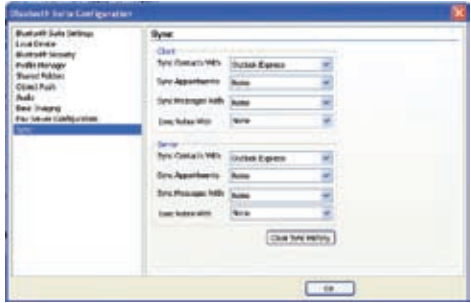 Bluetooth Suite Configuration
Bluetooth Suite Settings
Local Device
Bluetooth Security
Profile Manager
Shared Folders
Object Push
Audio
Basic Imaging
Fax Server Configuration
Sync
Sync
Client
Sync Contacts With: Outlook Express
Sync Appointments None
Sync Messages With None
Sync Notes With None
Server
Sync Contacts With: Outlook Express
Sync Appointments None
Sync Messages With None
Sync Notes With None
Clear Sync History
OK